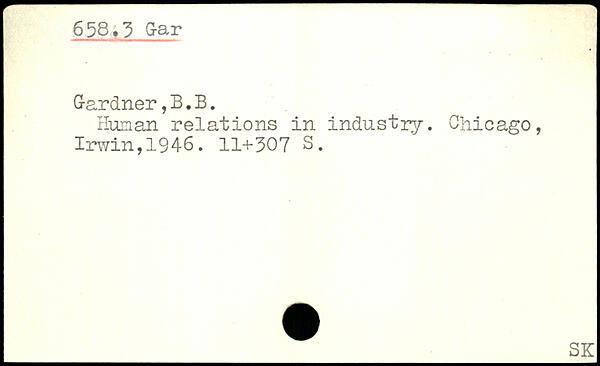 658.3 Gar
Gardner,B.B.
Human relations in industry. Chicago,
Irwin,1946. 11+307 S.
SK